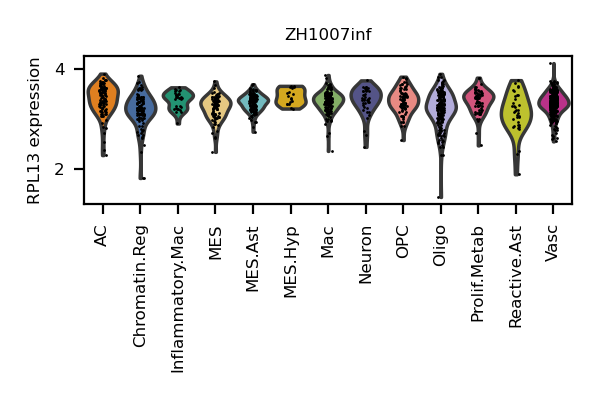 ZH1007inf
RPL13 expression
4
2
AC
Chromatin.Reg
Inflammatory.Mac
MES
MES.Ast
MES.Hyp
Mac
Neuron
OPC
Oligo
Prolif.Metab
Reactive.Ast
Vasc